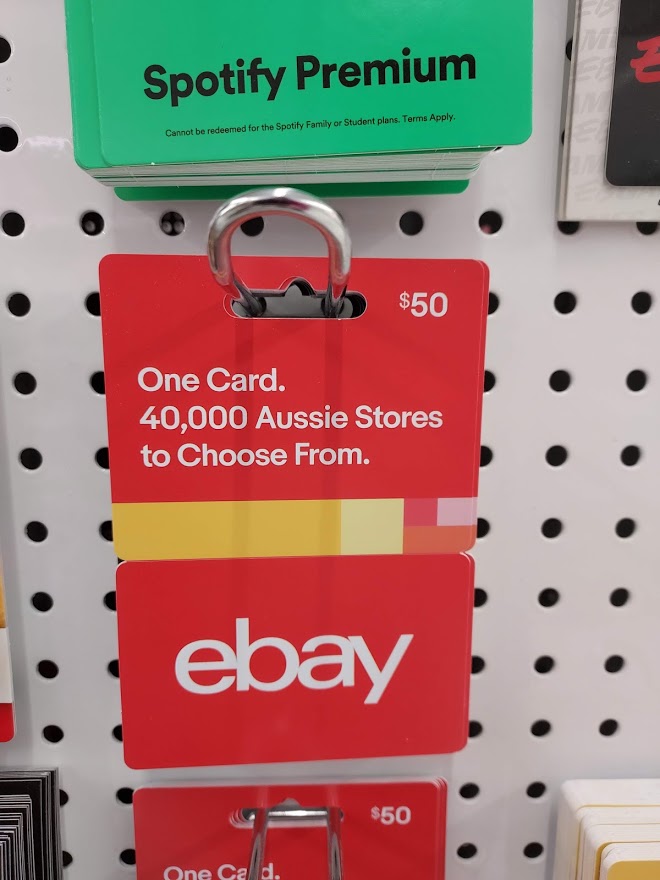 Spotify Premium
Cannot be redeemed for the Spotify Family or Student plans. Terms Apply.
$50
One Card.
40,000 Aussie Stores
to Choose From.
ebay
$50
One Card.